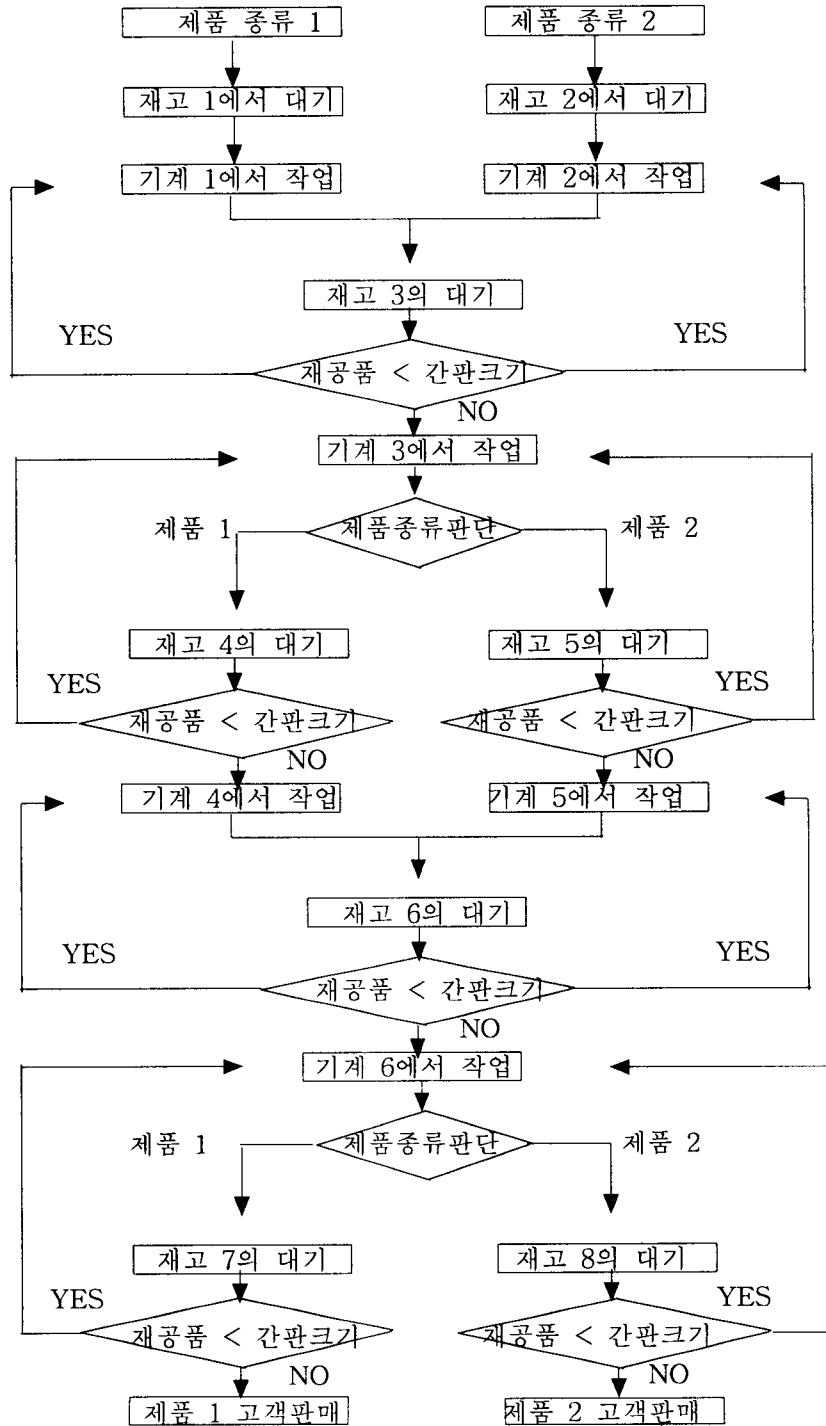 제품 종류 1
제품 종류 2
재고 1에서 대기
재고 2에서 대기
기계 1에서 작업
기계 2에서 작업
재고 3의 대기
YES
YES
재공품 < 간판크기
NO
기계 3에서 작업
제품 1
제품종류판단
제품 2
재고 4의 대기
재고 5의 대기
YES
YES
재공품 < 간판크기
재공품 < 간판크기
NO
NO
기계 4에서 작업
기계 5에서 작업
재고 6의 대기
YES
YES
재공품 < 간판크기
NO
기계 6에서 작업
제품 1
제품종류판단
제품 2
재고 7의 대기
재고 8의 대기
YES
YES
재공품 < 간판크기
재공품 < 간판크기
NO
NO
제품 1 고객판매
제품 2 고객판매